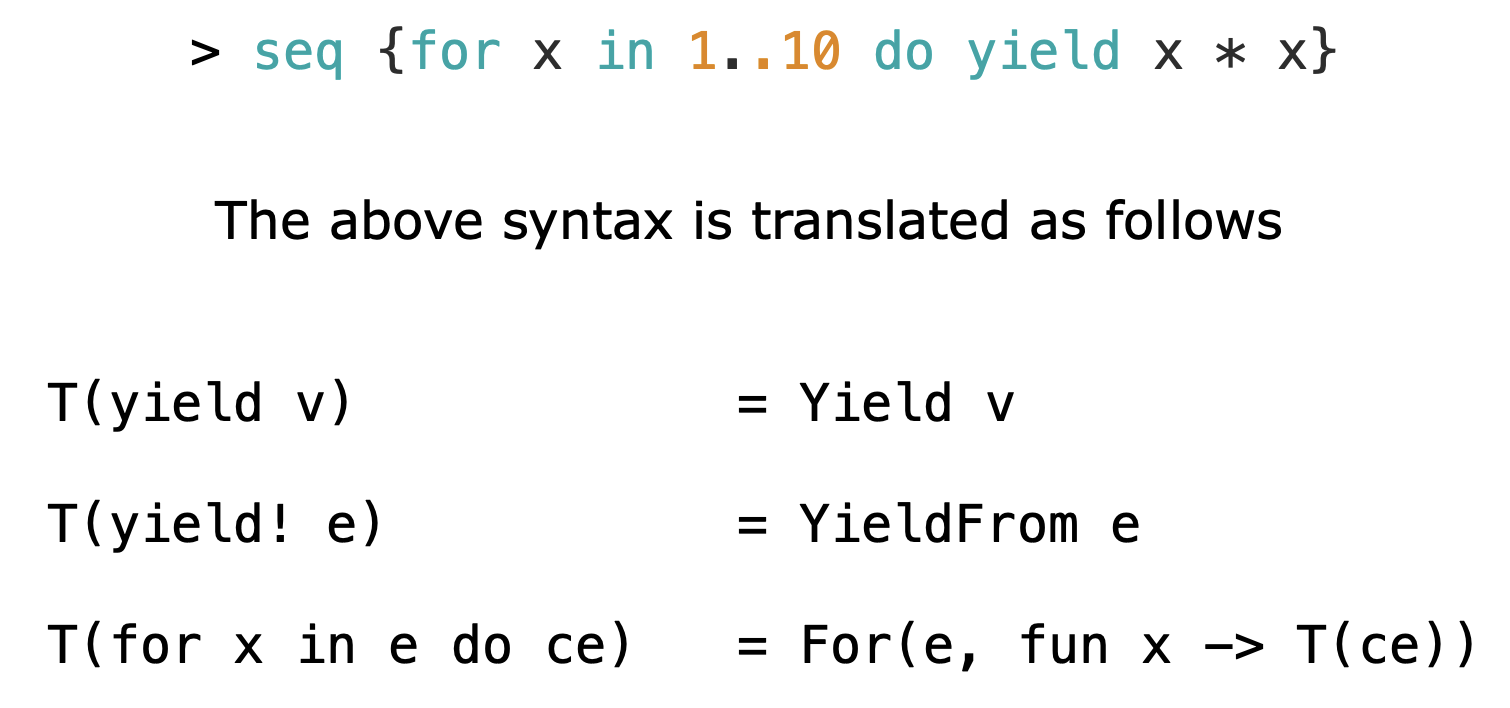 > seq {for x in 1..10 do yield x * x}
The above syntax is translated as follows
T(yield v) = Yield v
T(yield! e) = YieldFrom e
T(for x in e do ce) = For(e, fun x -> T(ce))